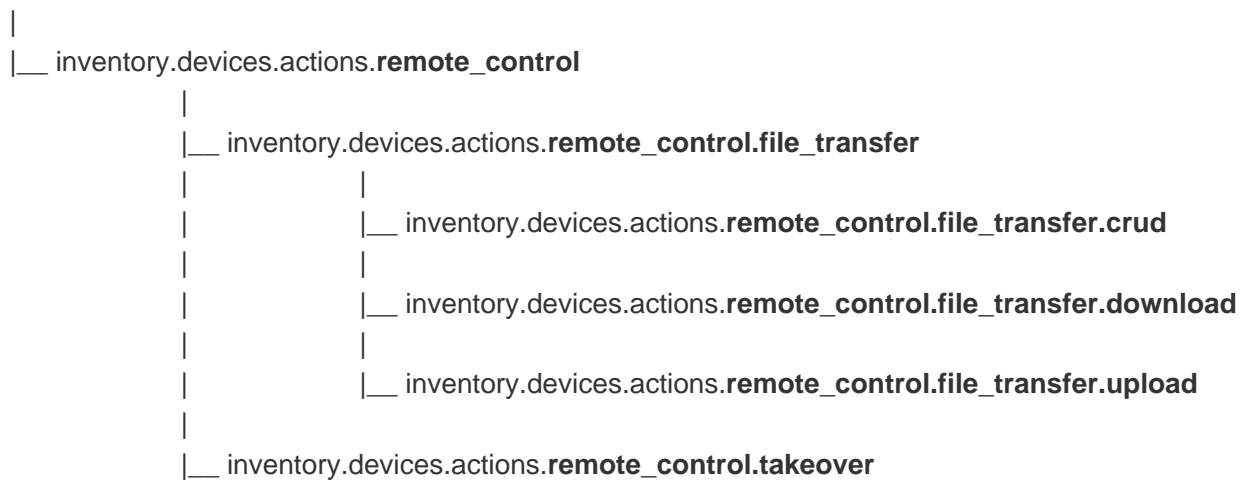 |
|__ inventory.devices.actions.remote_control
|
|__ inventory.devices.actions.remote_control.file_transfer
| |
| |__ inventory.devices.actions.remote_control.file_transfer.crud
| |
| |__ inventory.devices.actions.remote_control.file_transfer.download
| |
| |__ inventory.devices.actions.remote_control.file_transfer.upload
|
|__ inventory.devices.actions.remote_control.takeover